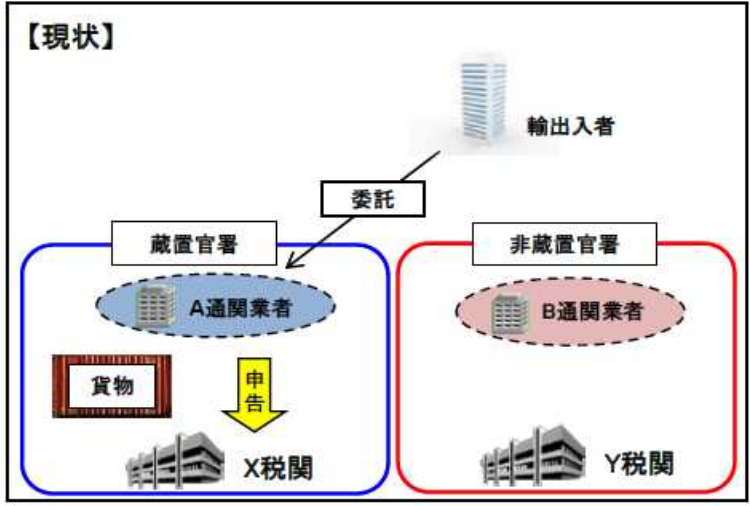 【現状】
輸出入者
委託
蔵置官署
非蔵置官署
A通関業者
B通関業者
貨物
申告
X税関
Y税関